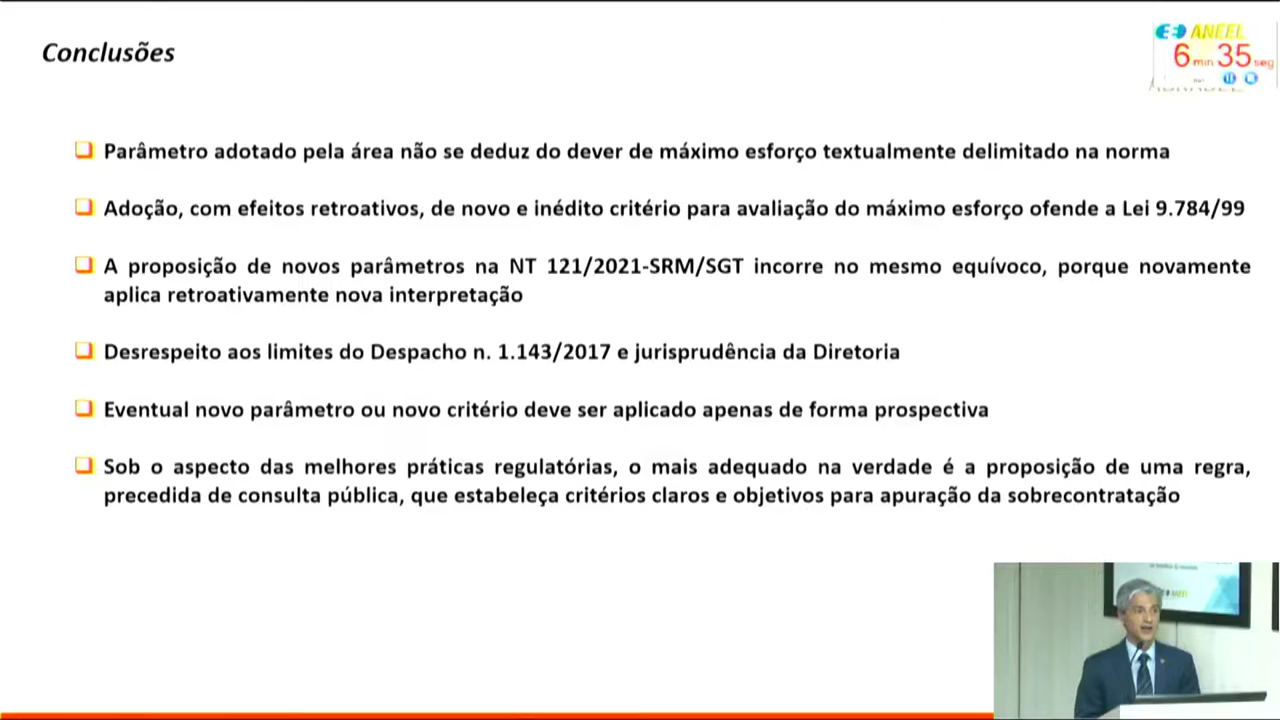 Conclusões
ANEEL
6 min 35 seg
Parâmetro adotado pela área não se deduz do dever de máximo esforço textualmente delimitado na norma
Adoção, com efeitos retroativos, de novo e inédito critério para avaliação do máximo esforço ofende a Lei 9.784/99
A proposição de novos parâmetros na NT 121/2021-SRM/SGT incorre no mesmo equívoco, porque novamente
aplica retroativamente nova interpretação
Desrespeito aos limites do Despacho n. 1.143/2017 e jurisprudência da Diretoria
Eventual novo parâmetro ou novo critério deve ser aplicado apenas de forma prospectiva
Sob o aspecto das melhores práticas regulatórias, o mais adequado na verdade é a proposição de uma regra,
precedida de consulta pública, que estabeleça critérios claros e objetivos para apuração da sobrecontratação
ANEEL